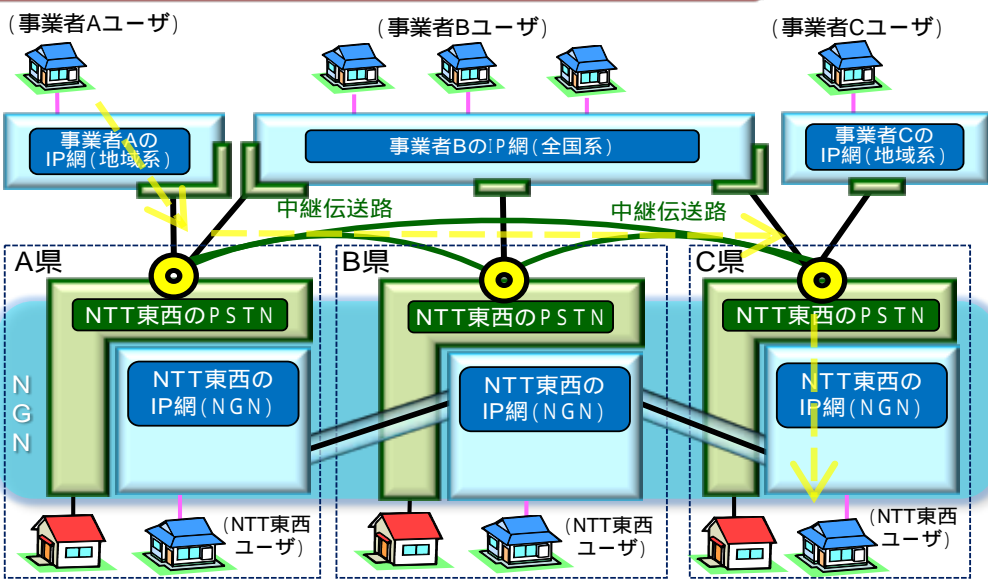 (事業者Aユーザ)
(事業者Bユーザ)
(事業者Cユーザ)
事業者Aの
IP網(地域系)
事業者BのIP網(全国系)
事業者Cの
IP網(地域系)
中継伝送路
中継伝送路
A県
B県
C県
NTT東西のPSTN
NTT東西のPSTN
NTT東西のPSTN
NGN
NTT東西の
IP網(NGN)
NTT東西の
IP網(NGN)
NTT東西の
IP網(NGN)
(NTT東西
ユーザ)
(NTT東西
ユーザ)
(NTT東西
ユーザ)